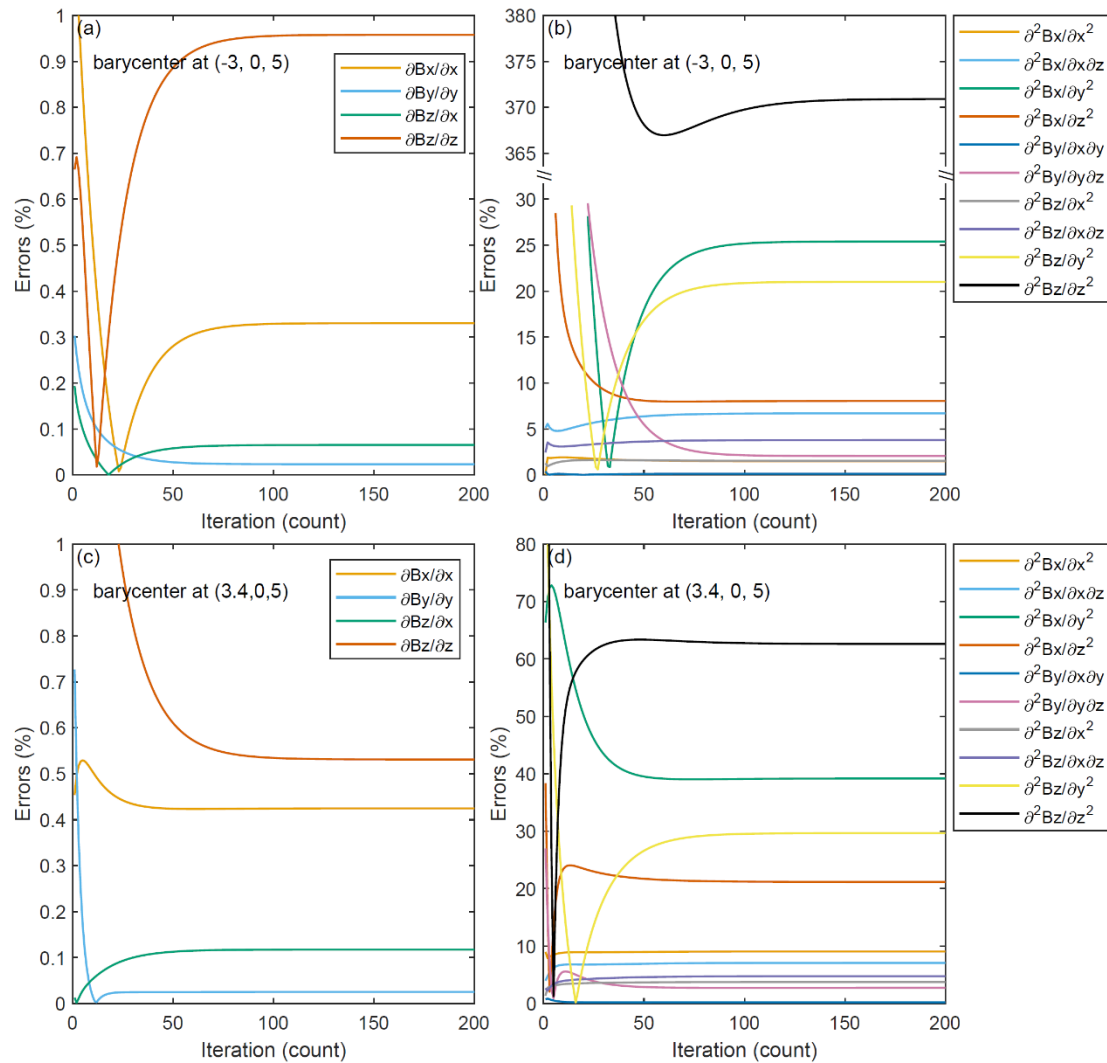 (a)
barycenter at (-3, 0, 5)
∂Bx/∂x
∂By/∂y
∂Bz/∂x
∂Bz/∂z
Errors (%)
1
0.9
0.8
0.7
0.6
0.5
0.4
0.3
0.2
0.1
0
0
50
100
150
200
Iteration (count)
(b)
barycenter at (-3, 0, 5)
Errors (%)
380
375
370
365
30
25
20
15
10
5
0
0
50
100
150
200
Iteration (count)
∂²Bx/∂x²
∂²Bx/∂x∂z
∂²Bx/∂y²
∂²Bx/∂z²
∂²By/∂x∂y
∂²By/∂y∂z
∂²Bz/∂x²
∂²Bz/∂x∂z
∂²Bz/∂y²
∂²Bz/∂z²
(c)
barycenter at (3.4,0,5)
∂Bx/∂x
∂By/∂y
∂Bz/∂x
∂Bz/∂z
Errors (%)
1
0.9
0.8
0.7
0.6
0.5
0.4
0.3
0.2
0.1
0
0
50
100
150
200
Iteration (count)
(d)
barycenter at (3.4, 0, 5)
Errors (%)
80
70
60
50
40
30
20
10
0
0
50
100
150
200
Iteration (count)
∂²Bx/∂x²
∂²Bx/∂x∂z
∂²Bx/∂y²
∂²Bx/∂z²
∂²By/∂x∂y
∂²By/∂y∂z
∂²Bz/∂x²
∂²Bz/∂x∂z
∂²Bz/∂y²
∂²Bz/∂z²